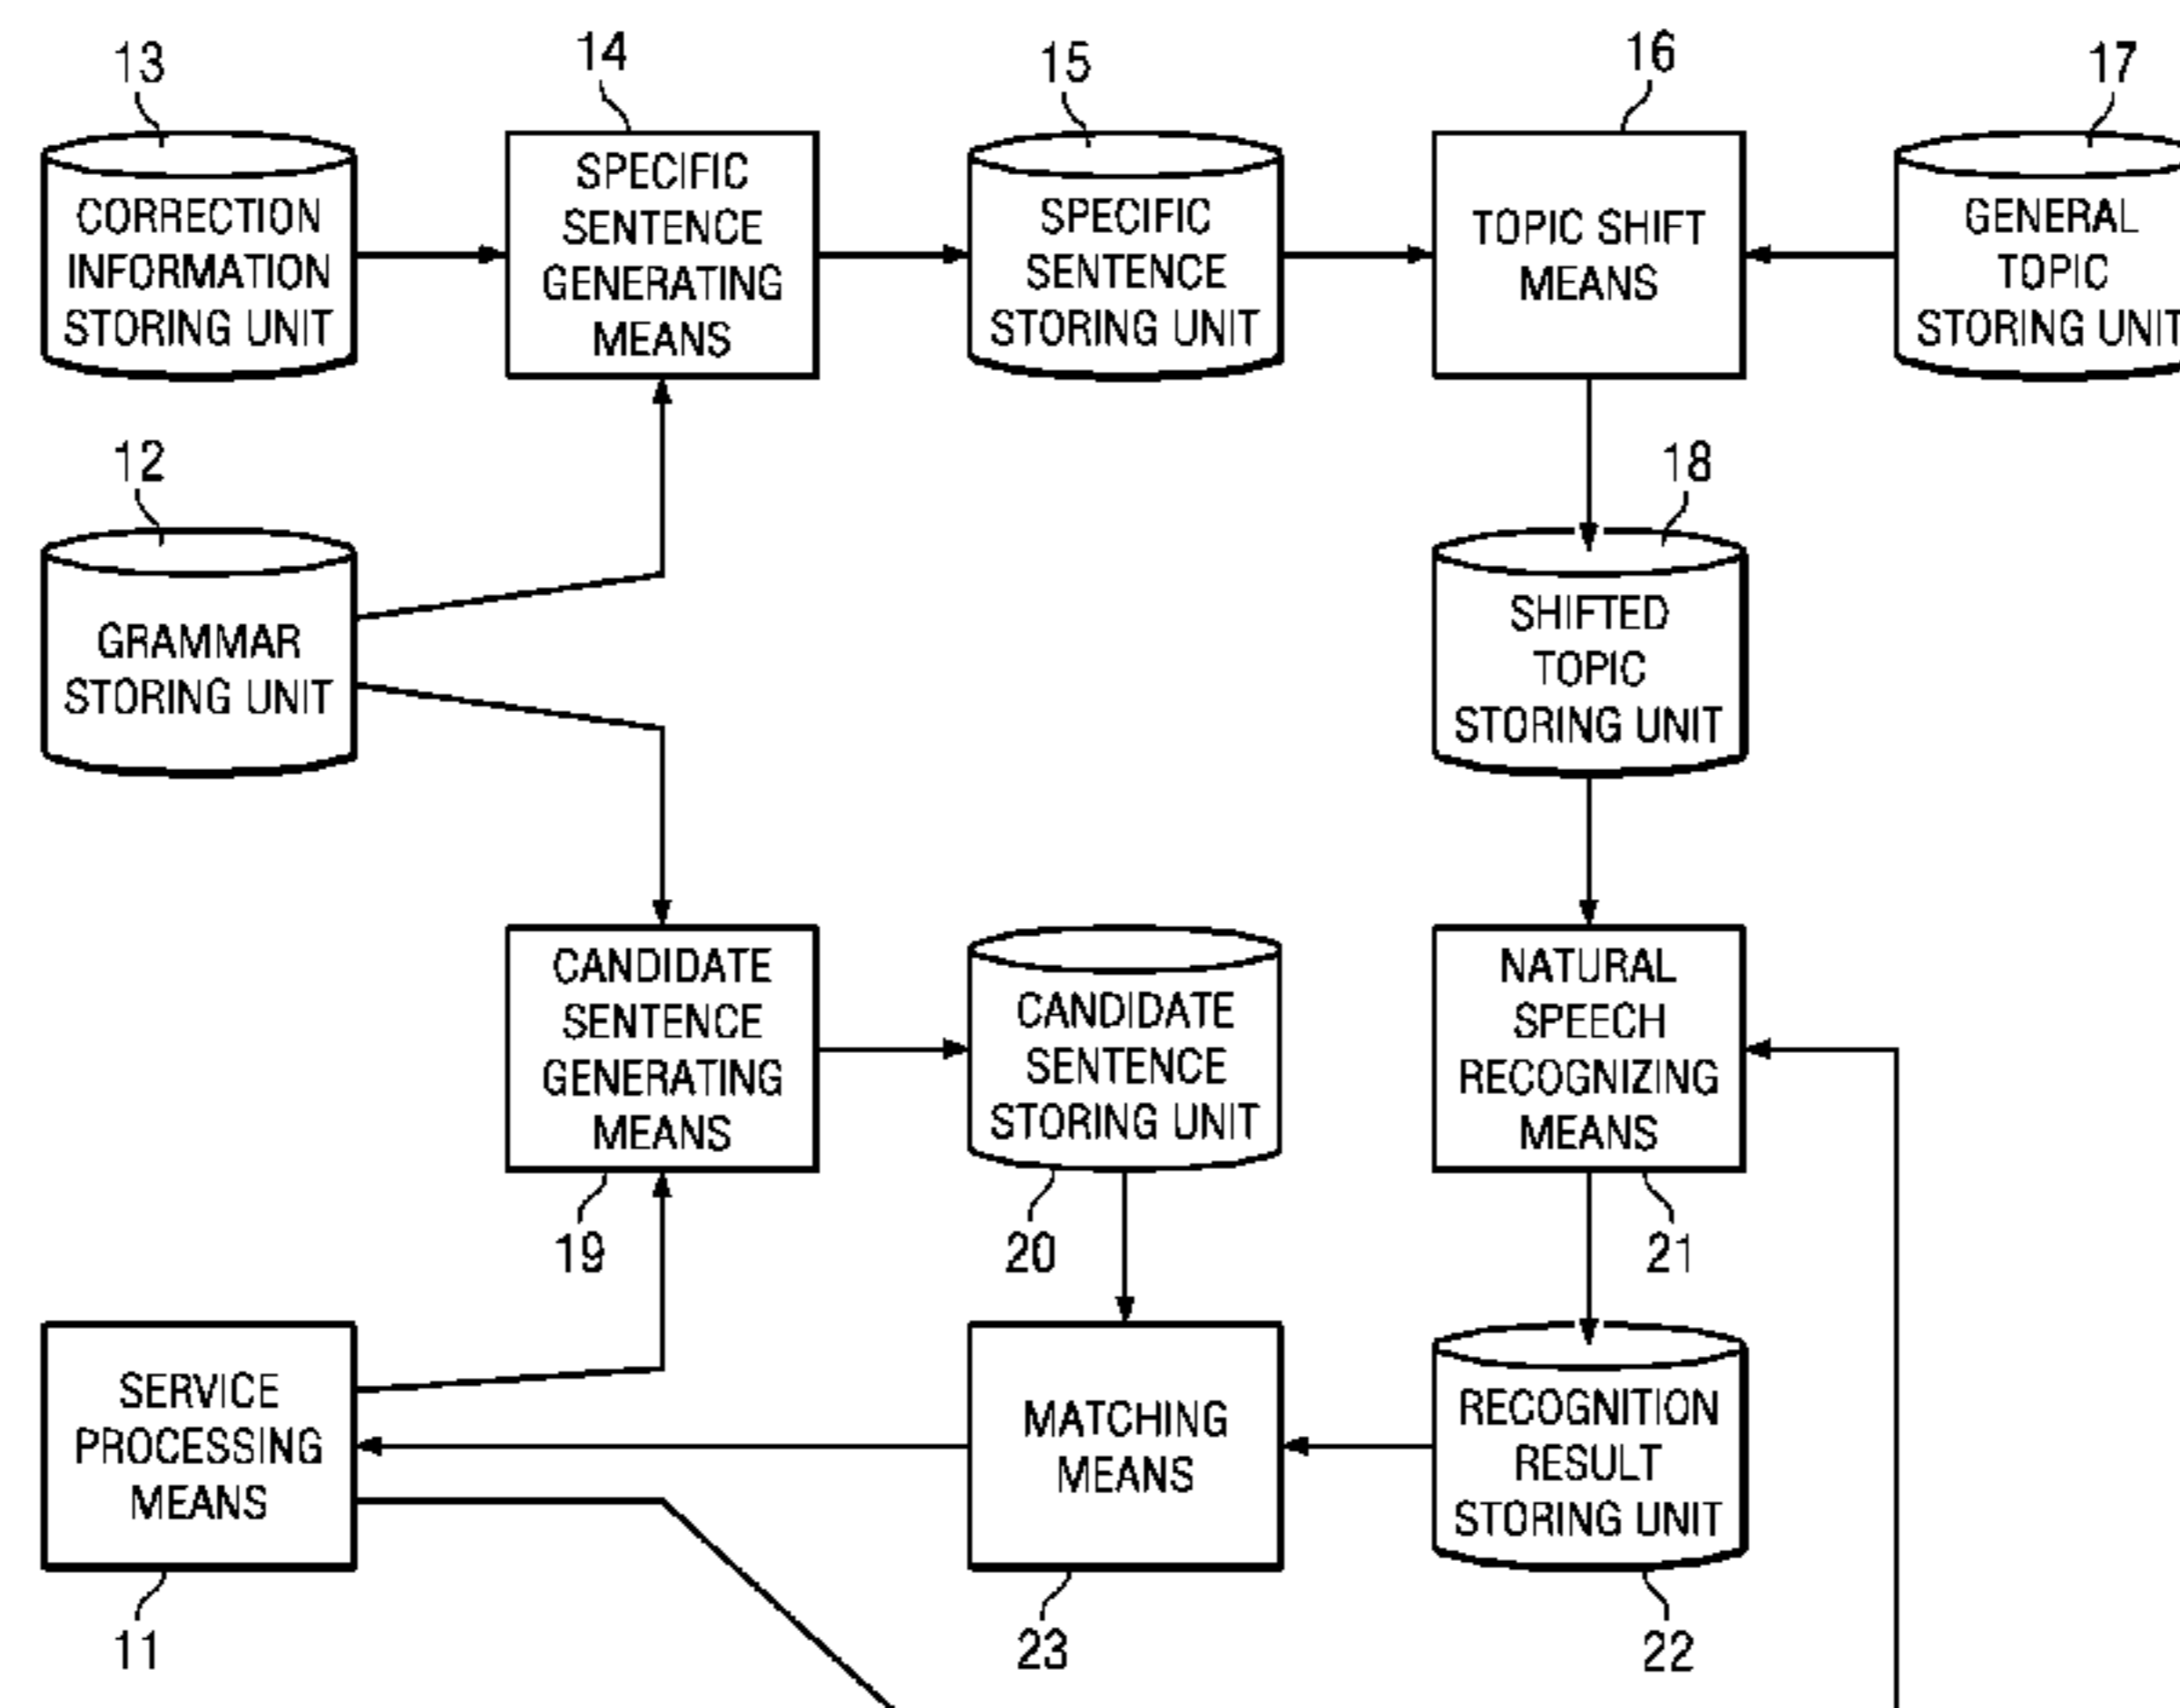 13
14
15
16
17
CORRECTION
INFORMATION
STORING UNIT
SPECIFIC
SENTENCE
GENERATING
MEANS
SPECIFIC
SENTENCE
STORING UNIT
TOPIC SHIFT
MEANS
GENERAL
TOPIC
STORING UNIT
12
18
GRAMMAR
STORING UNIT
SHIFTED
TOPIC
STORING UNIT
CANDIDATE
SENTENCE
GENERATING
MEANS
CANDIDATE
SENTENCE
STORING UNIT
NATURAL
SPEECH
RECOGNIZING
MEANS
19
20
21
SERVICE
PROCESSING
MEANS
MATCHING
MEANS
RECOGNITION
RESULT
STORING UNIT
11
23
22